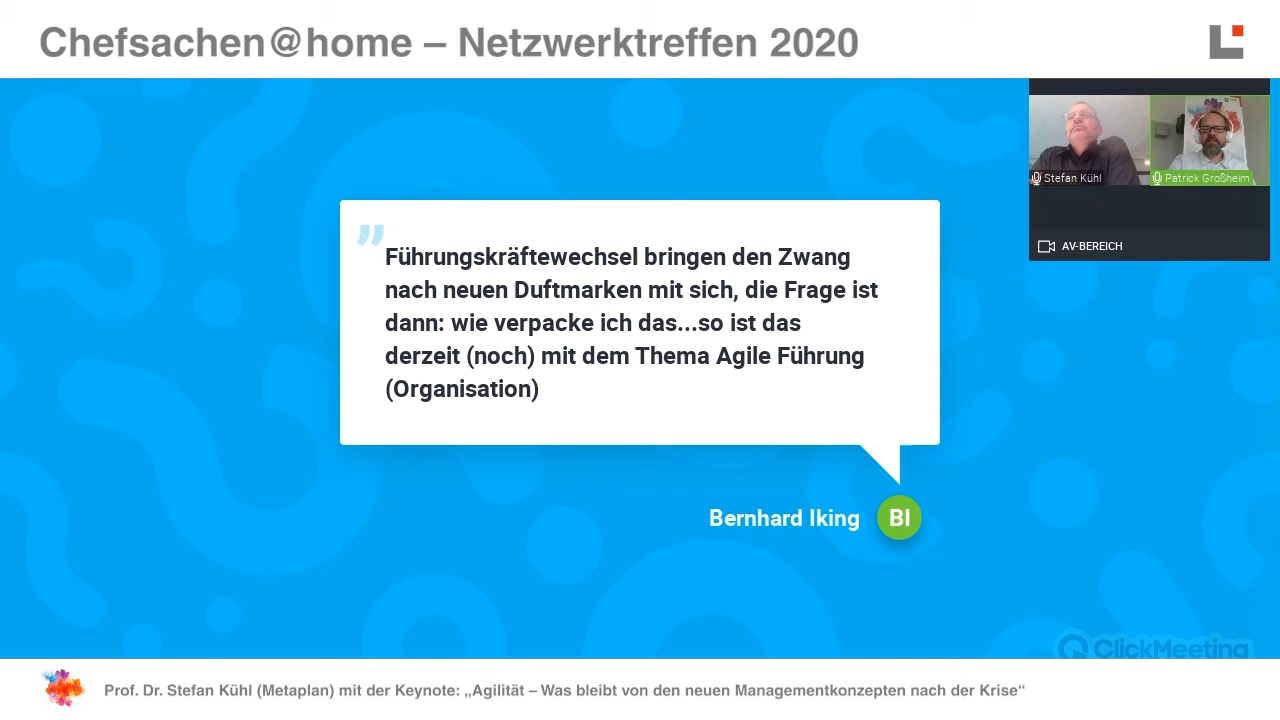 Chefsachen@home – Netzwerktreffen 2020
Stefan Kühl
Patrick Großheim
AV-BEREICH
”
Führungskräftewechsel bringen den Zwang
nach neuen Duftmarken mit sich, die Frage ist
dann: wie verpacke ich das...so ist das
derzeit (noch) mit dem Thema Agile Führung
(Organisation)
Bernhard Iking
BI
ClickMeeting
Prof. Dr. Stefan Kühl (Metaplan) mit der Keynote: „Agilität – Was bleibt von den neuen Managementkonzepten nach der Krise“